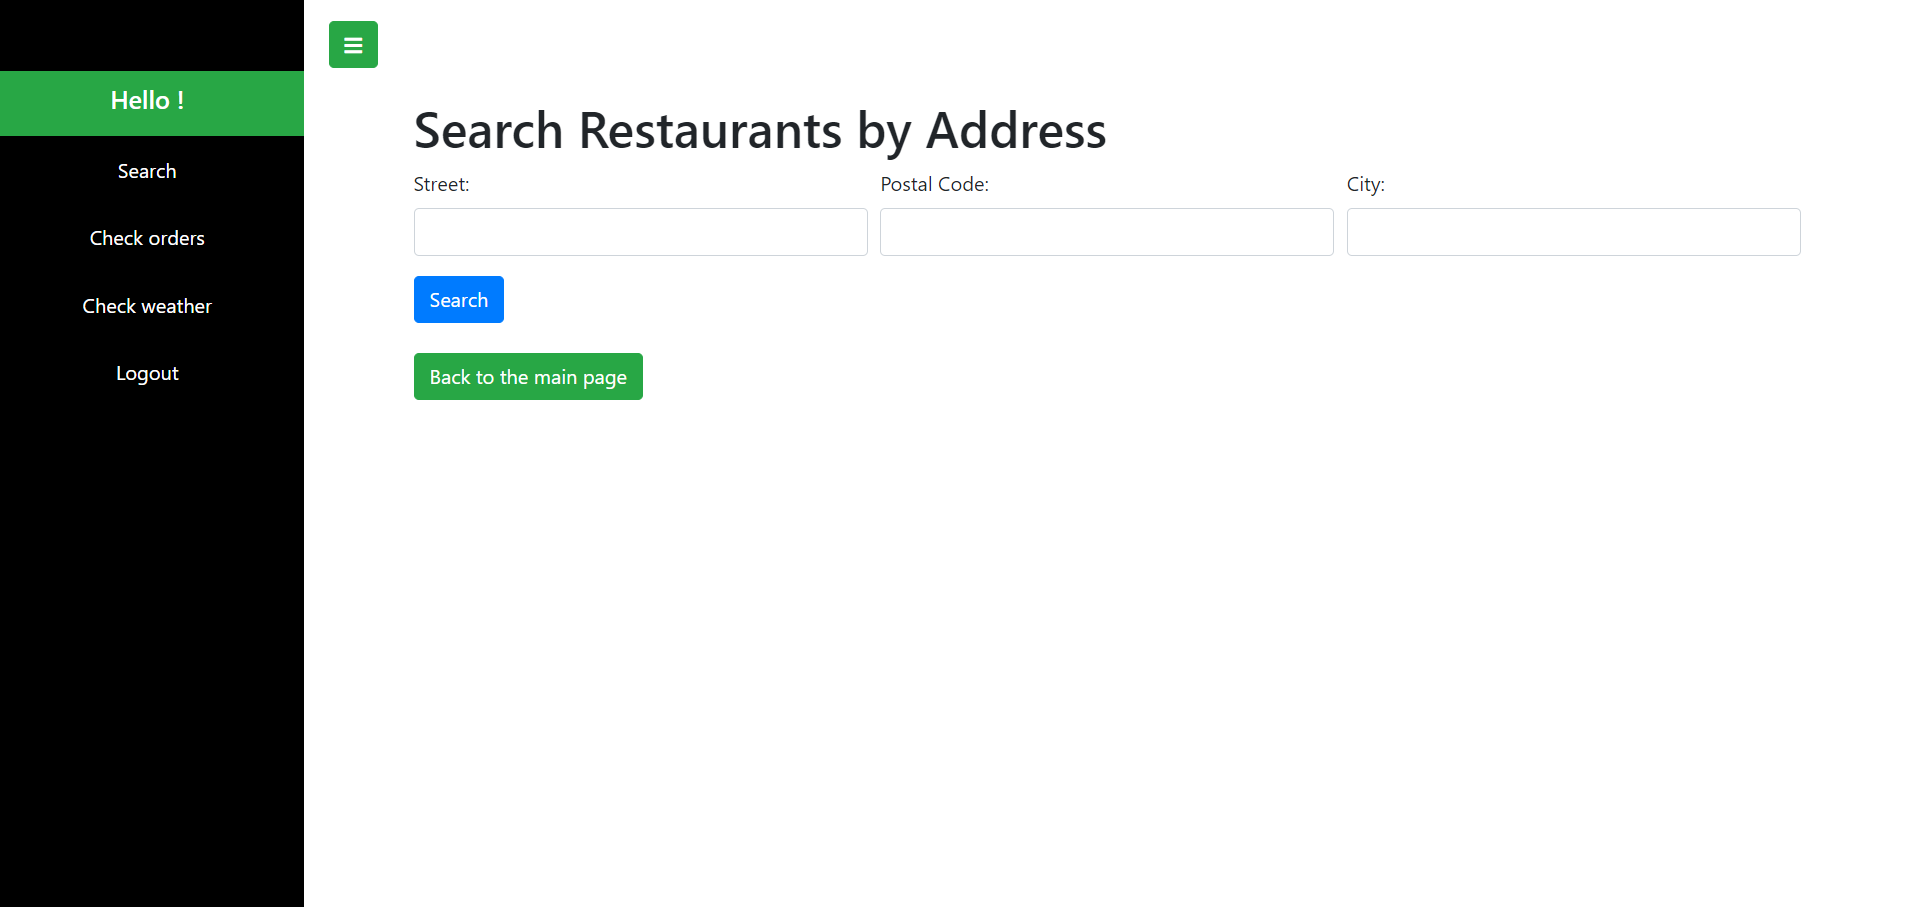 Hello !
Search
Check orders
Check weather
Logout
Search Restaurants by Address
Street:
Postal Code:
City:
Search
Back to the main page